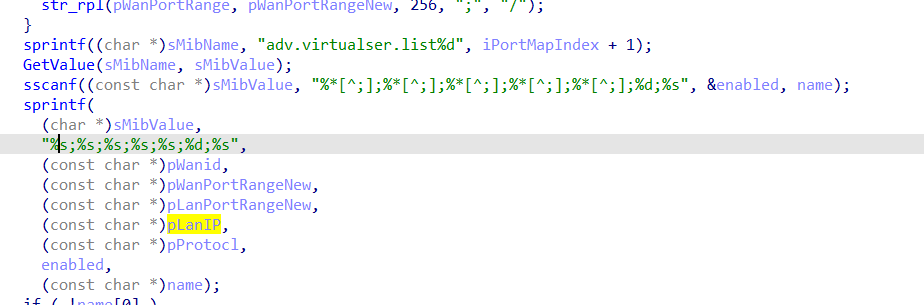 str_rpl(pWanPortRange, pWanPortRangeNew, 256, ";", "/");
}
sprintf((char *)sMibName, "adv.virtualser.list%d", iPortMapIndex + 1);
GetValue(sMibName, sMibValue);
sscanf((const char *)sMibValue, "%*[^;];%*[^;];%*[^;];%*[^;];%*[^;];%d;%s", &enabled, name);
sprintf(
(char *)sMibValue,
"%s;%s;%s;%s;%s;%d;%s",
(const char *)pWanid,
(const char *)pWanPortRangeNew,
(const char *)pLanPortRangeNew,
(const char *)pLanIP,
(const char *)pProtocl,
enabled,
(const char *)name);
if ( !name[0] )